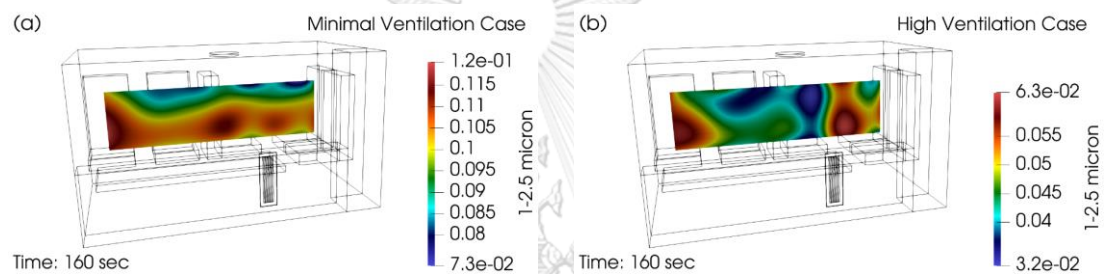 (a)
Minimal Ventilation Case
1.2e-01
0.115
0.11
0.105
0.1
0.095
0.09
0.085
0.08
7.3e-02
1-2.5 micron
Time: 160 sec
(b)
High Ventilation Case
6.3e-02
0.055
0.05
0.045
0.04
3.2e-02
1-2.5 micron
Time: 160 sec